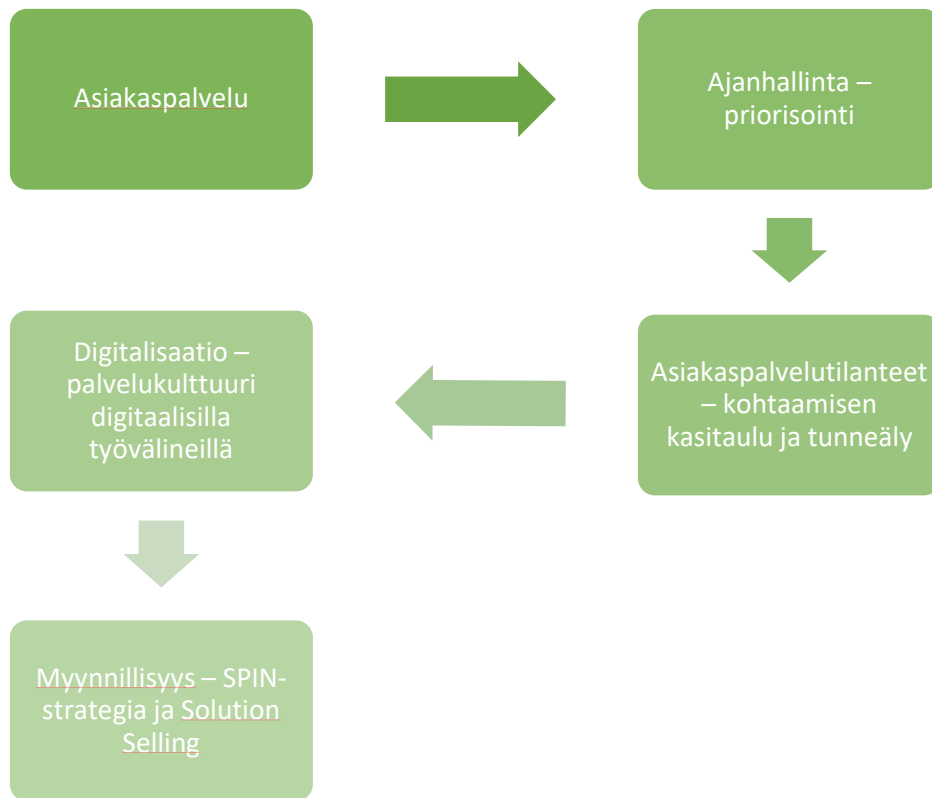 Asiakaspalvelu
Ajanhallinta –
priorisointi
Asiakaspalvelutilanteet
– kohtaamisen
kasitaulu ja tunneäly
Digitalisaatio –
palvelukulttuuri
digitaalisilla
työvälineillä
Myynnillisyys – SPIN-
strategia ja Solution
Selling